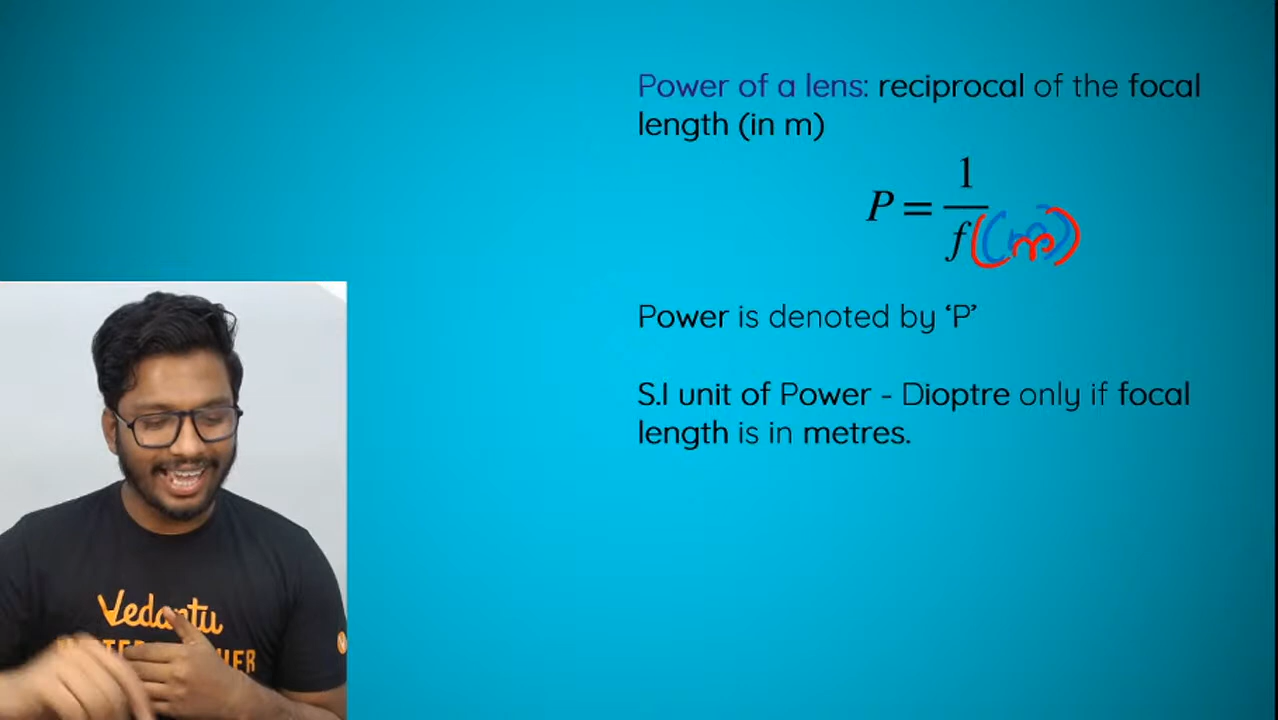 Power of a lens: reciprocal of the focal
length (in m)
P = 1/f (m)
Power is denoted by ‘P’
S.I unit of Power - Dioptre only if focal
length is in metres.
Vedantu